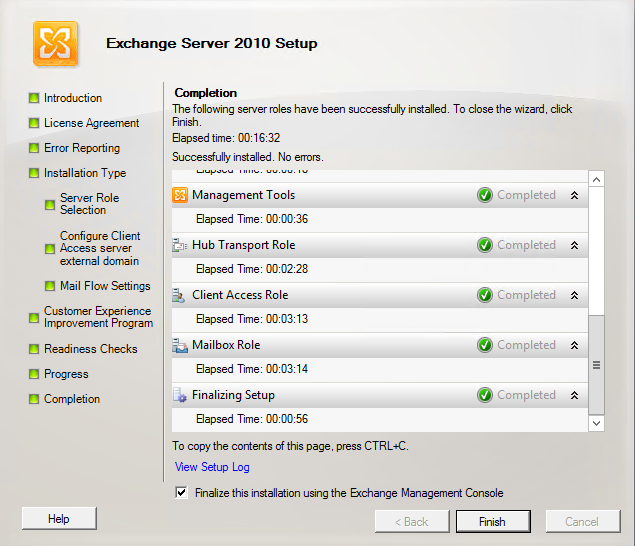 Exchange Server 2010 Setup
Introduction
License Agreement
Error Reporting
Installation Type
Server Role
Selection
Configure Client
Access server
external domain
Mail Flow Settings
Customer Experience
Improvement Program
Readiness Checks
Progress
Completion
Completion
The following server roles have been successfully installed. To close the wizard, click
Finish.
Elapsed time: 00:16:32
Successfully installed. No errors.
Management Tools Completed
Elapsed Time: 00:00:36
Hub Transport Role Completed
Elapsed Time: 00:02:28
Client Access Role Completed
Elapsed Time: 00:03:13
Mailbox Role Completed
Elapsed Time: 00:03:14
Finalizing Setup Completed
Elapsed Time: 00:00:56
To copy the contents of this page, press CTRL+C.
View Setup Log
Finalize this installation using the Exchange Management Console
Help
< Back
Finish
Cancel